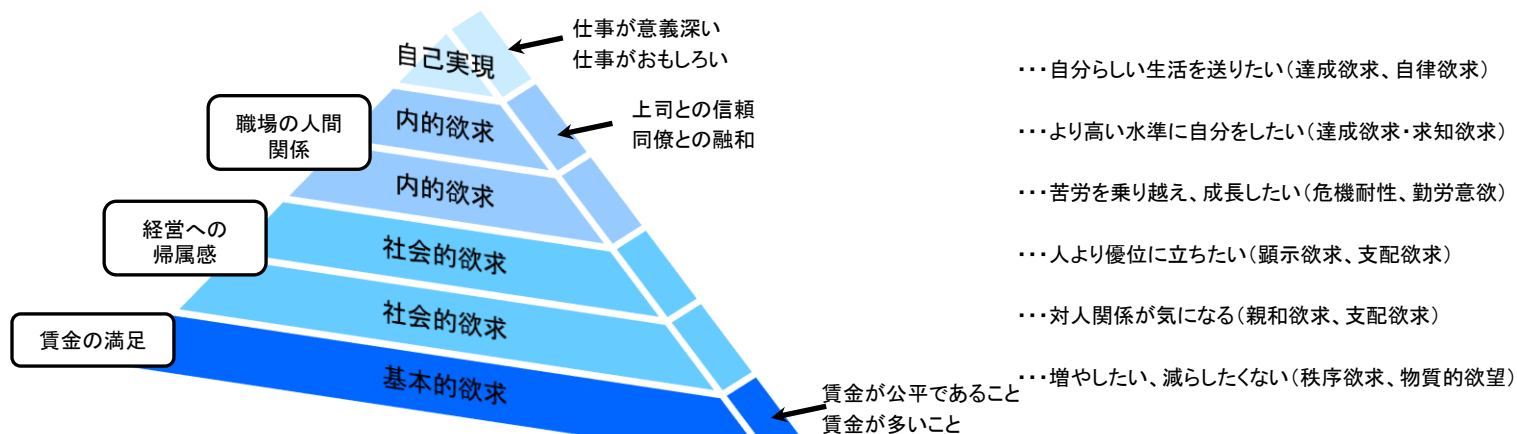 仕事が意義深い
仕事がおもしろい
自己実現
・・・自分らしい生活を送りたい(達成欲求、自律欲求)
職場の人間
関係
内的欲求
上司との信頼
同僚との融和
・・・より高い水準に自分をしたい(達成欲求・求知欲求)
内的欲求
・・・苦労を乗り越え、成長したい(危機耐性、勤労意欲)
経営への
帰属感
社会的欲求
・・・人より優位に立ちたい(顕示欲求、支配欲求)
社会的欲求
・・・対人関係が気になる(親和欲求、支配欲求)
賃金の満足
基本的欲求
・・・増やしたい、減らしたくない(秩序欲求、物質的欲望)
賃金が公平であること
賃金が多いこと